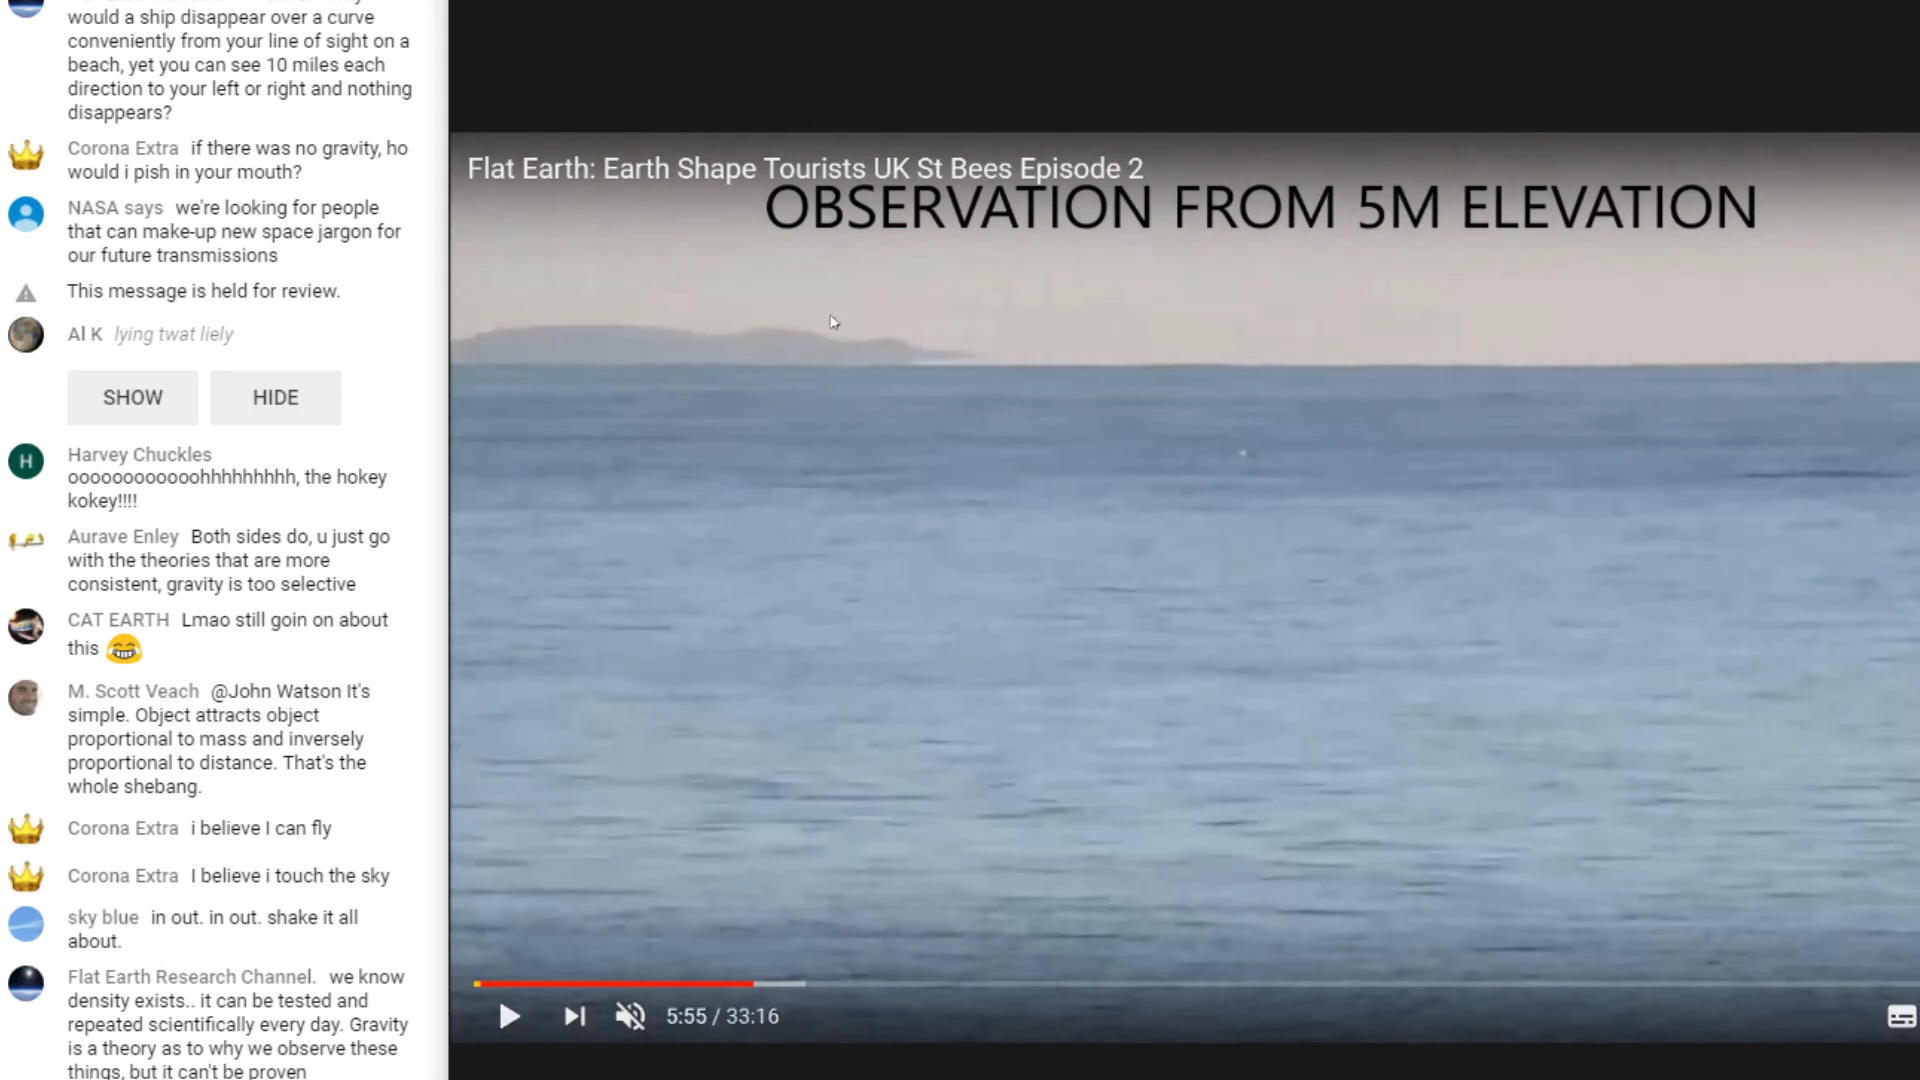 would a ship disappear over a curve
conveniently from your line of sight on a
beach, yet you can see 10 miles each
direction to your left or right and nothing
disappears?
Corona Extra if there was no gravity, ho
would i pish in your mouth?
NASA says we're looking for people
that can make-up new space jargon for
our future transmissions
This message is held for review.
Al K lying twat liely
SHOW HIDE
Harvey Chuckles
H
oooooooooooohhhhhhhhh, the hokey
kokey!!!!
Aurave Enley Both sides do, u just go
with the theories that are more
consistent, gravity is too selective
CAT EARTH Lmao still goin on about
this
M. Scott Veach @John Watson It's
simple. Object attracts object
proportional to mass and inversely
proportional to distance. That's the
whole shebang.
Corona Extra i believe I can fly
Corona Extra I believe i touch the sky
sky blue in out. in out. shake it all
about.
Flat Earth Research Channel. we know
density exists.. it can be tested and
repeated scientifically every day. Gravity
is a theory as to why we observe these
things, but it can't be proven
Flat Earth: Earth Shape Tourists UK St Bees Episode 2
OBSERVATION FROM 5M ELEVATION
5:55 / 33:16